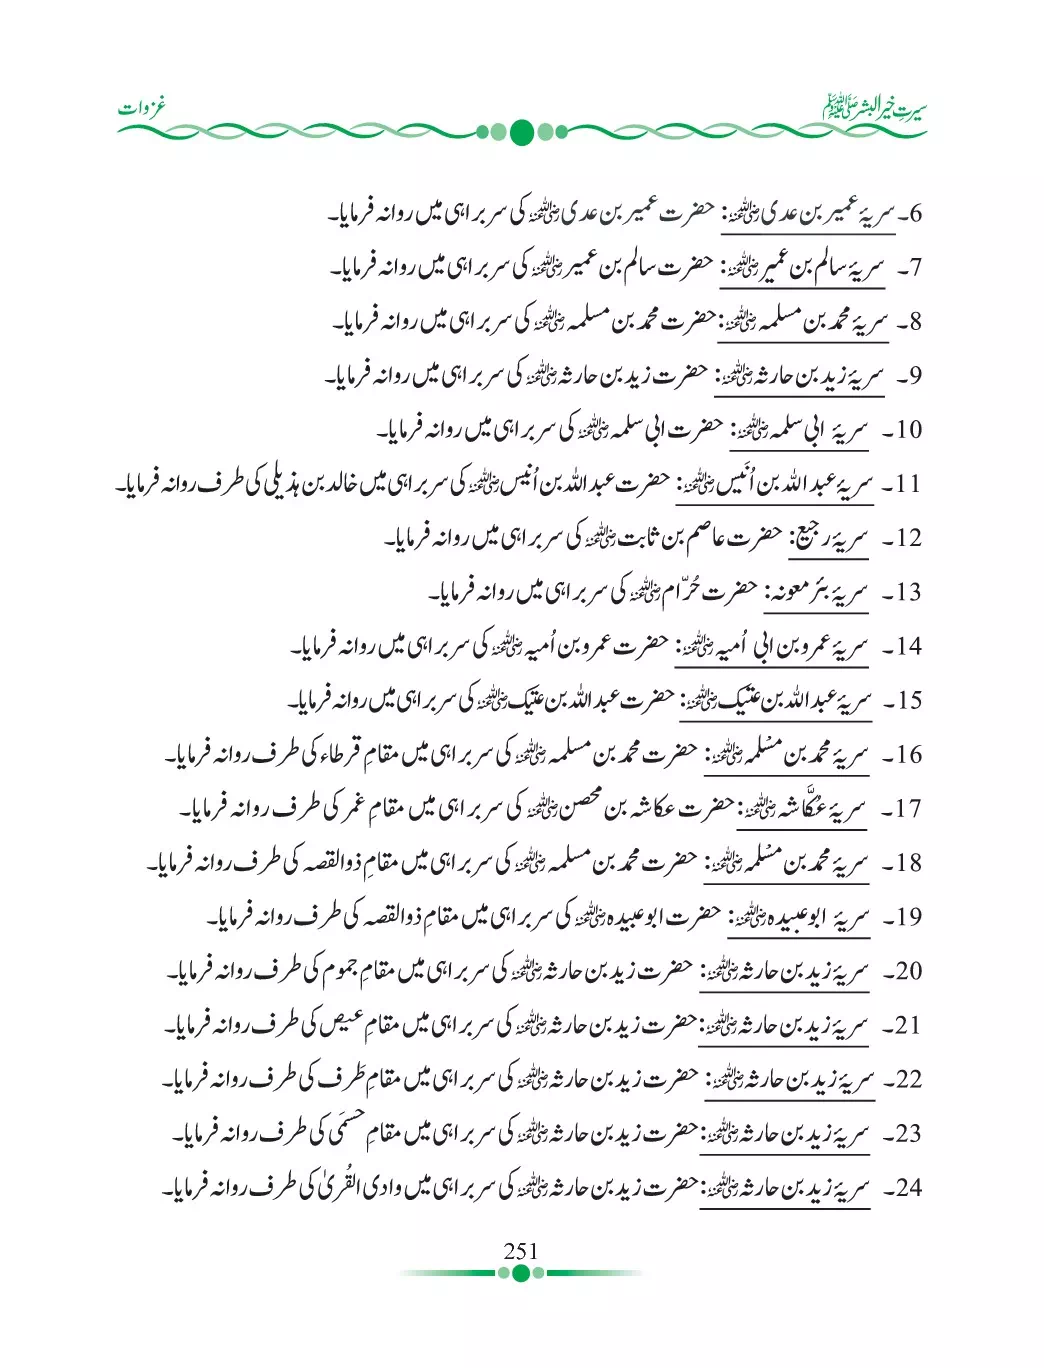 سیرتِ خیر البشر ﷺ
غزوات
6۔ سریۂ عمیر بن عدی رضی اللہ عنہ: حضرت عمیر بن عدی رضی اللہ عنہ کی سربراہی میں روانہ فرمایا۔
7۔ سریۂ سالم بن عمیر رضی اللہ عنہ: حضرت سالم بن عمیر رضی اللہ عنہ کی سربراہی میں روانہ فرمایا۔
8۔ سریۂ محمد بن مسلمہ رضی اللہ عنہ: حضرت محمد بن مسلمہ رضی اللہ عنہ کی سربراہی میں روانہ فرمایا۔
9۔ سریۂ زید بن حارثہ رضی اللہ عنہ: حضرت زید بن حارثہ رضی اللہ عنہ کی سربراہی میں روانہ فرمایا۔
10۔ سریۂ ابی سلمہ رضی اللہ عنہ: حضرت ابی سلمہ رضی اللہ عنہ کی سربراہی میں روانہ فرمایا۔
11۔ سریۂ عبد اللہ بن اُنَیس رضی اللہ عنہ: حضرت عبد اللہ بن اُنیس رضی اللہ عنہ کی سربراہی میں خالد بن ہذیلی کی طرف روانہ فرمایا۔
12۔ سریۂ رجیع: حضرت عاصم بن ثابت رضی اللہ عنہ کی سربراہی میں روانہ فرمایا۔
13۔ سریۂ بئر معونہ: حضرت حُرّام رضی اللہ عنہ کی سربراہی میں روانہ فرمایا۔
14۔ سریۂ عمرو بن ابی اُمیہ رضی اللہ عنہ: حضرت عمرو بن اُمیہ رضی اللہ عنہ کی سربراہی میں روانہ فرمایا۔
15۔ سریۂ عبد اللہ بن عتیک رضی اللہ عنہ: حضرت عبد اللہ بن عتیک رضی اللہ عنہ کی سربراہی میں روانہ فرمایا۔
16۔ سریۂ محمد بن مسْلمہ رضی اللہ عنہ: حضرت محمد بن مسلمہ رضی اللہ عنہ کی سربراہی میں مقامِ قرطاء کی طرف روانہ فرمایا۔
17۔ سریۂ عُکَّاشہ رضی اللہ عنہ: حضرت عکاشہ بن محصن رضی اللہ عنہ کی سربراہی میں مقامِ غمر کی طرف روانہ فرمایا۔
18۔ سریۂ محمد بن مسْلمہ رضی اللہ عنہ: حضرت محمد بن مسلمہ رضی اللہ عنہ کی سربراہی میں مقامِ ذوالقصہ کی طرف روانہ فرمایا۔
19۔ سریۂ ابو عبیدہ رضی اللہ عنہ: حضرت ابو عبیدہ رضی اللہ عنہ کی سربراہی میں مقامِ ذوالقصہ کی طرف روانہ فرمایا۔
20۔ سریۂ زید بن حارثہ رضی اللہ عنہ: حضرت زید بن حارثہ رضی اللہ عنہ کی سربراہی میں مقامِ جموم کی طرف روانہ فرمایا۔
21۔ سریۂ زید بن حارثہ رضی اللہ عنہ: حضرت زید بن حارثہ رضی اللہ عنہ کی سربراہی میں مقامِ عیص کی طرف روانہ فرمایا۔
22۔ سریۂ زید بن حارثہ رضی اللہ عنہ: حضرت زید بن حارثہ رضی اللہ عنہ کی سربراہی میں مقامِ طَرف کی طرف روانہ فرمایا۔
23۔ سریۂ زید بن حارثہ رضی اللہ عنہ: حضرت زید بن حارثہ رضی اللہ عنہ کی سربراہی میں مقامِ حسمَی کی طرف روانہ فرمایا۔
24۔ سریۂ زید بن حارثہ رضی اللہ عنہ: حضرت زید بن حارثہ رضی اللہ عنہ کی سربراہی میں وادی القُریٰ کی طرف روانہ فرمایا۔
251